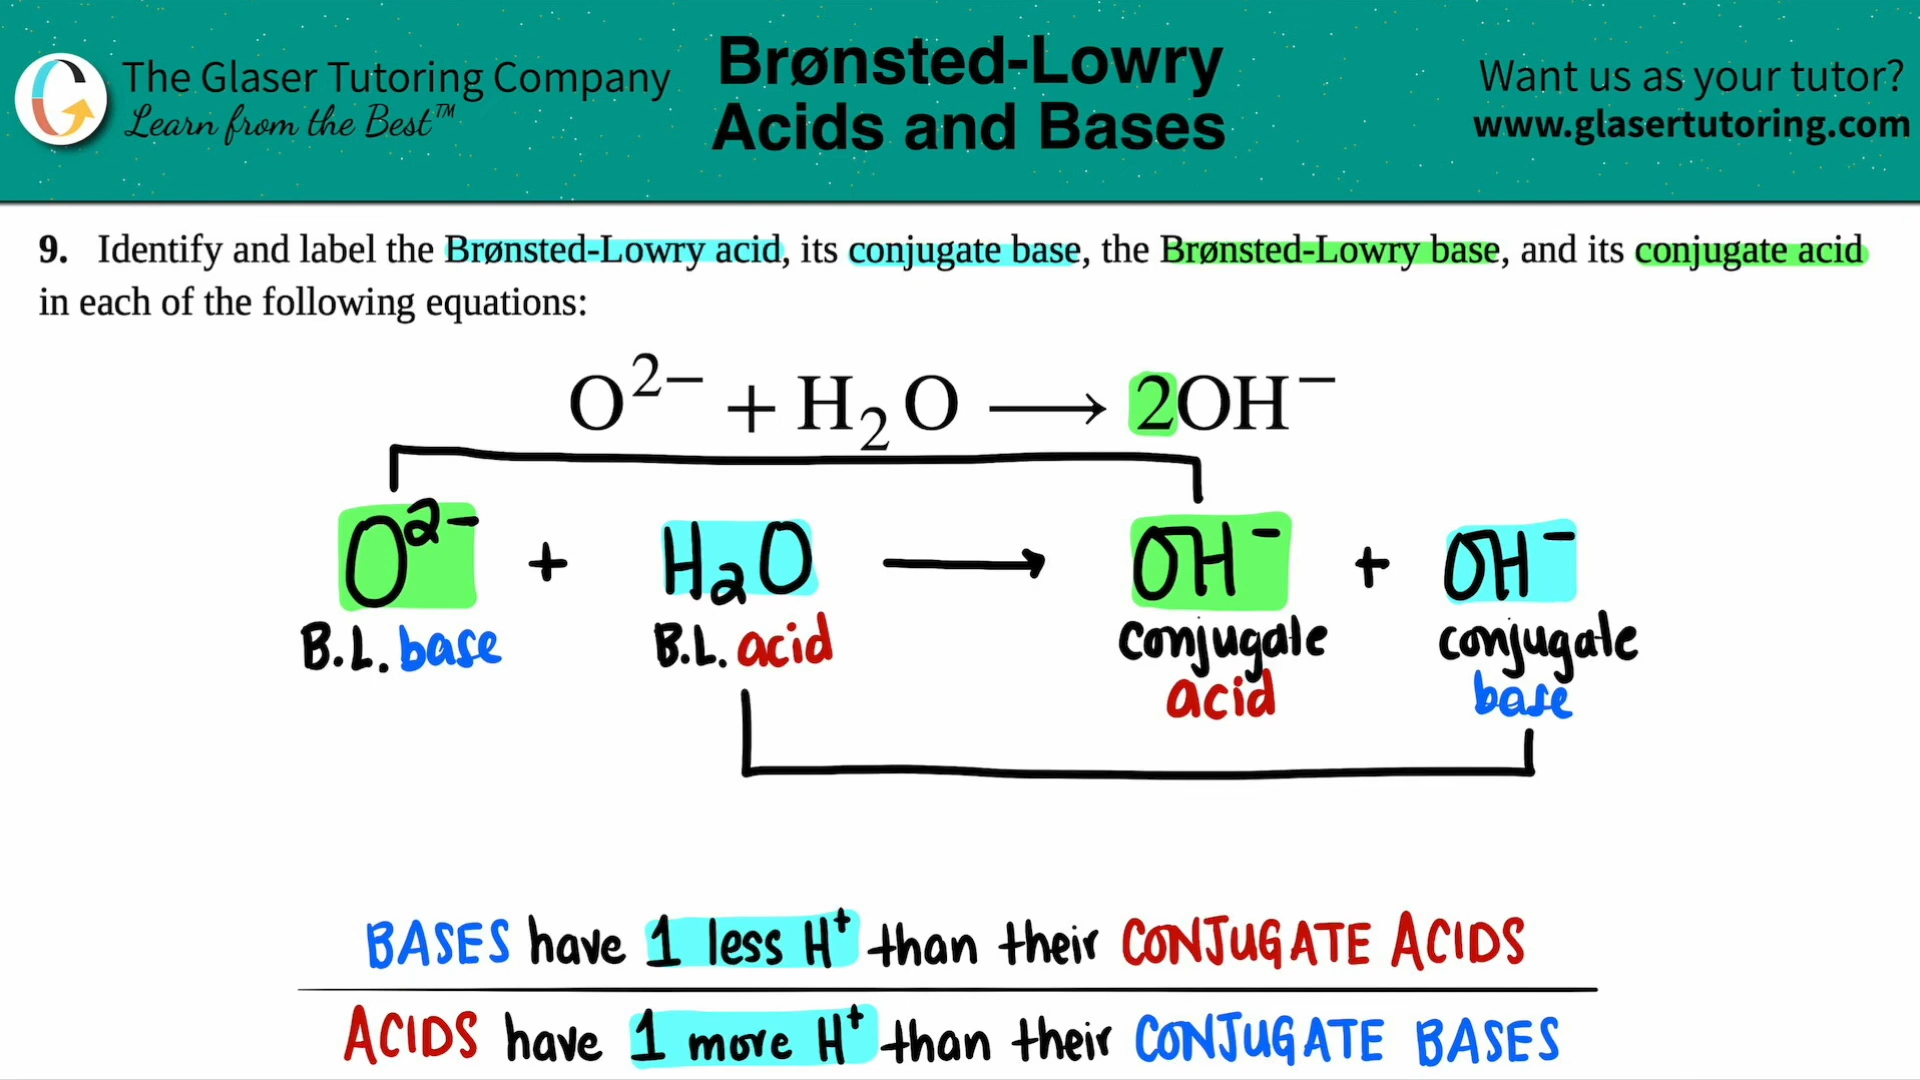 The Glaser Tutoring Company
Learn from the Best™
Brønsted-Lowry
Acids and Bases
Want us as your tutor?
www.glasertutoring.com
9. Identify and label the Brønsted-Lowry acid, its conjugate base, the Brønsted-Lowry base, and its conjugate acid
in each of the following equations:
O²⁻ + H₂O ⟶ 2OH⁻
O²⁻ + H₂O ⟶ OH⁻ + OH⁻
B.L. base B.L. acid conjugate acid conjugate base
BASES have 1 less H⁺ than their CONJUGATE ACIDS
ACIDS have 1 more H⁺ than their CONJUGATE BASES